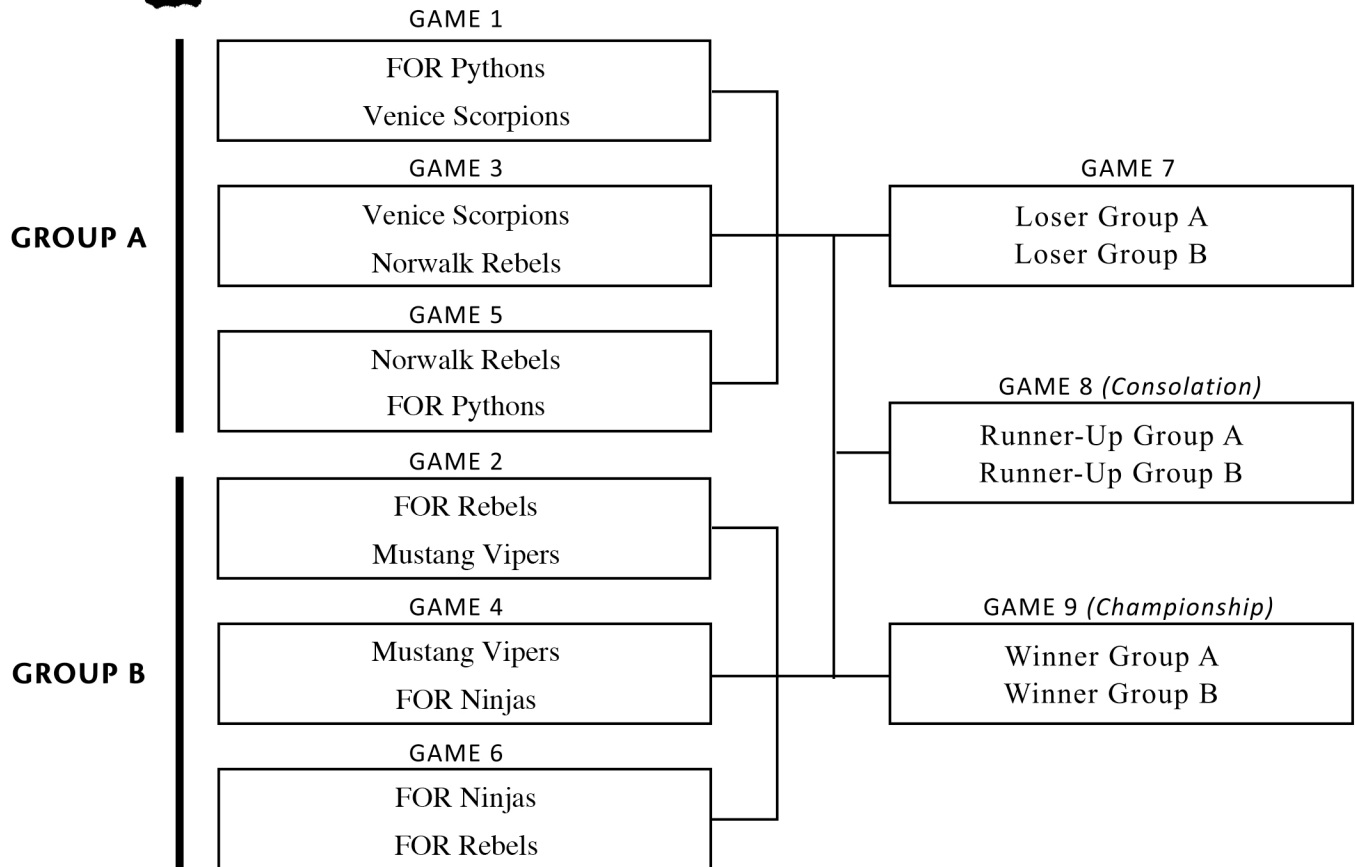 GAME 1
FOR Pythons
Venice Scorpions
GROUP A
GAME 3
Venice Scorpions
Norwalk Rebels
GAME 5
Norwalk Rebels
FOR Pythons
GAME 2
FOR Rebels
Mustang Vipers
GROUP B
GAME 4
Mustang Vipers
FOR Ninjas
GAME 6
FOR Ninjas
FOR Rebels
GAME 7
Loser Group A
Loser Group B
GAME 8 (Consolation)
Runner-Up Group A
Runner-Up Group B
GAME 9 (Championship)
Winner Group A
Winner Group B